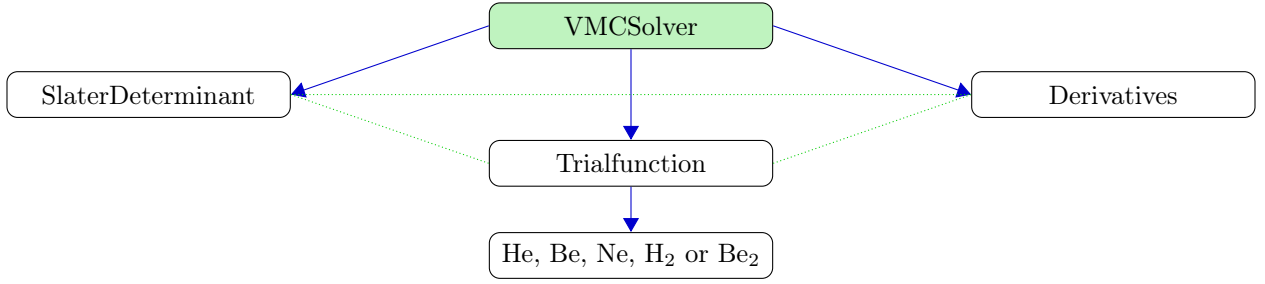 VMCSolver
SlaterDeterminant
Derivatives
Trialfunction
He, Be, Ne, H₂ or Be₂